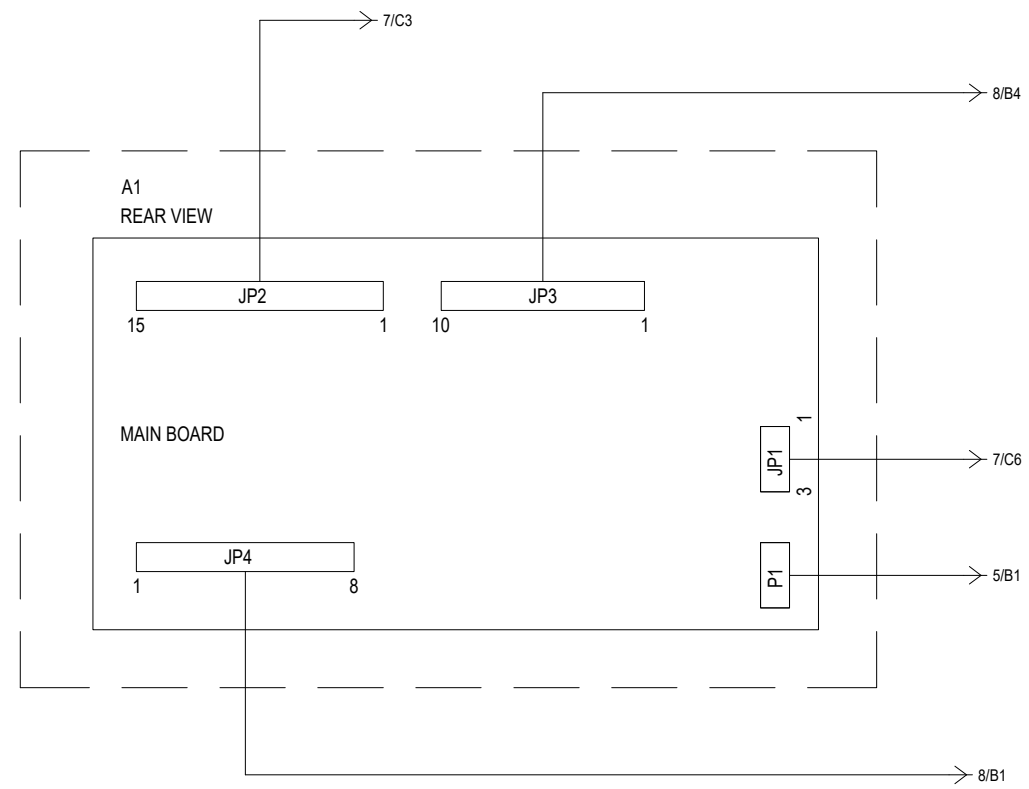 7/C3
8/B4
A1
REAR VIEW
JP2
JP3
15 1
10 1
MAIN BOARD
1
JP1
3
7/C6
JP4
1 8
P1
5/B1
8/B1